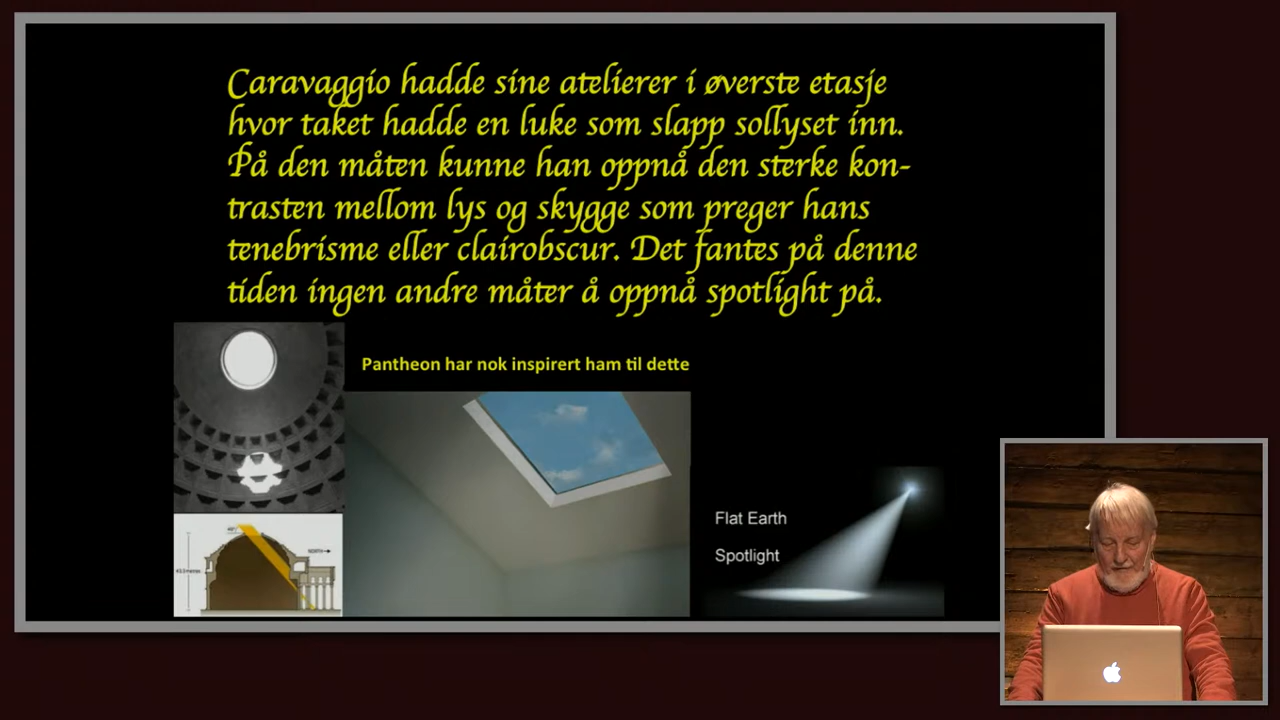 Caravaggio hadde sine atelierer i øverste etasje
hvor taket hadde en luke som slapp sollyset inn.
På den måten kunne han oppnå den sterke kon-
trasten mellom lys og skygge som preger hans
tenebrisme eller clairobscur. Det fantes på denne
tiden ingen andre måter å oppnå spotlight på.
Pantheon har nok inspirert ham til dette
Flat Earth
Spotlight
NORTH